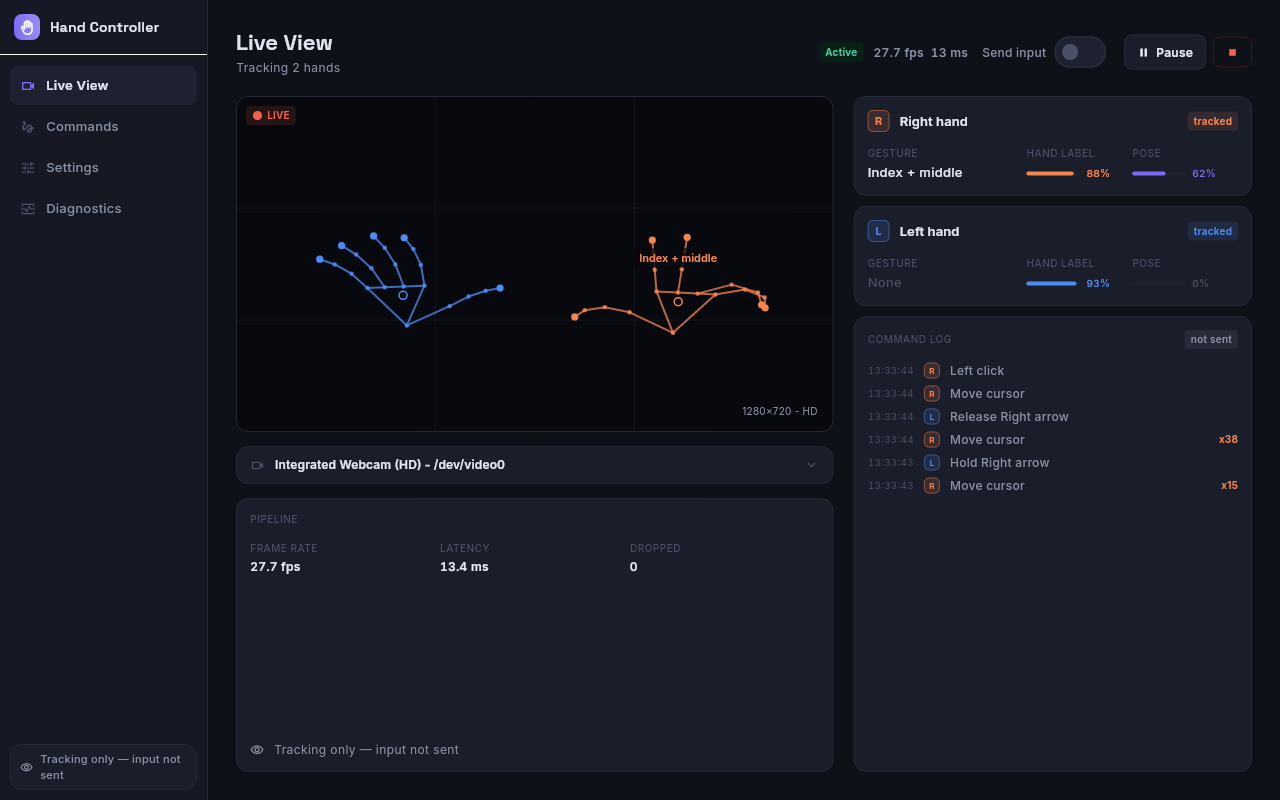 Hand Controller
Live View
Commands
Settings
Diagnostics
Tracking only — input not
sent
Live View
Tracking 2 hands
Active
27.7 fps 13 ms
Send input
Pause
LIVE
Index + middle
1280×720 - HD
Integrated Webcam (HD) - /dev/video0
PIPELINE
FRAME RATE LATENCY DROPPED
27.7 fps 13.4 ms 0
Tracking only — input not sent
R Right hand tracked
GESTURE HAND LABEL POSE
Index + middle 88% 62%
L Left hand tracked
GESTURE HAND LABEL POSE
None 93% 0%
COMMAND LOG not sent
13:33:44 R Left click
13:33:44 R Move cursor
13:33:44 L Release Right arrow
13:33:44 R Move cursor x38
13:33:43 L Hold Right arrow
13:33:43 R Move cursor x15